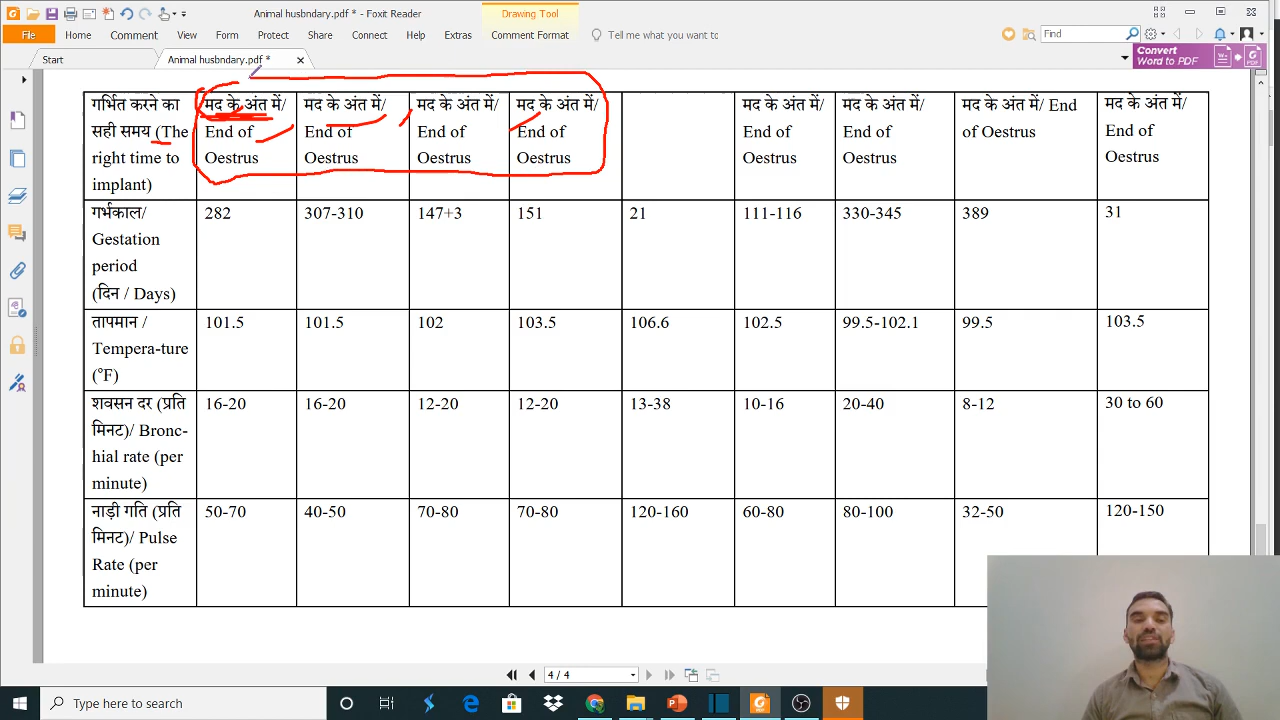 Animal husbndary.pdf * - Foxit Reader
Drawing Tool
File Home Comment View Form Protect Share Connect Help Extras Comment Format Tell me what you want to Find
Start Animal husbndary.pdf *
Convert
Word to PDF
गर्भित करने का
सही समय (The
right time to
implant)
मद के अंत में/
End of
Oestrus
मद के अंत में/
End of
Oestrus
मद के अंत में/
End of
Oestrus
मद के अंत में/
End of
Oestrus
मद के अंत में/
End of
Oestrus
मद के अंत में/
End of
Oestrus
मद के अंत में/ End
of Oestrus
मद के अंत में/
End of
Oestrus
गर्भकाल/
Gestation
period
(दिन / Days)
282 307-310 147+3 151 21 111-116 330-345 389 31
तापमान /
Tempera-ture
(°F)
101.5 101.5 102 103.5 106.6 102.5 99.5-102.1 99.5 103.5
शवसन दर (प्रति
मिनट)/ Bronc-
hial rate (per
minute)
16-20 16-20 12-20 12-20 13-38 10-16 20-40 8-12 30 to 60
नाड़ी गति (प्रति
मिनट)/ Pulse
Rate (per
minute)
50-70 40-50 70-80 70-80 120-160 60-80 80-100 32-50 120-150
4 / 4
Type here to search